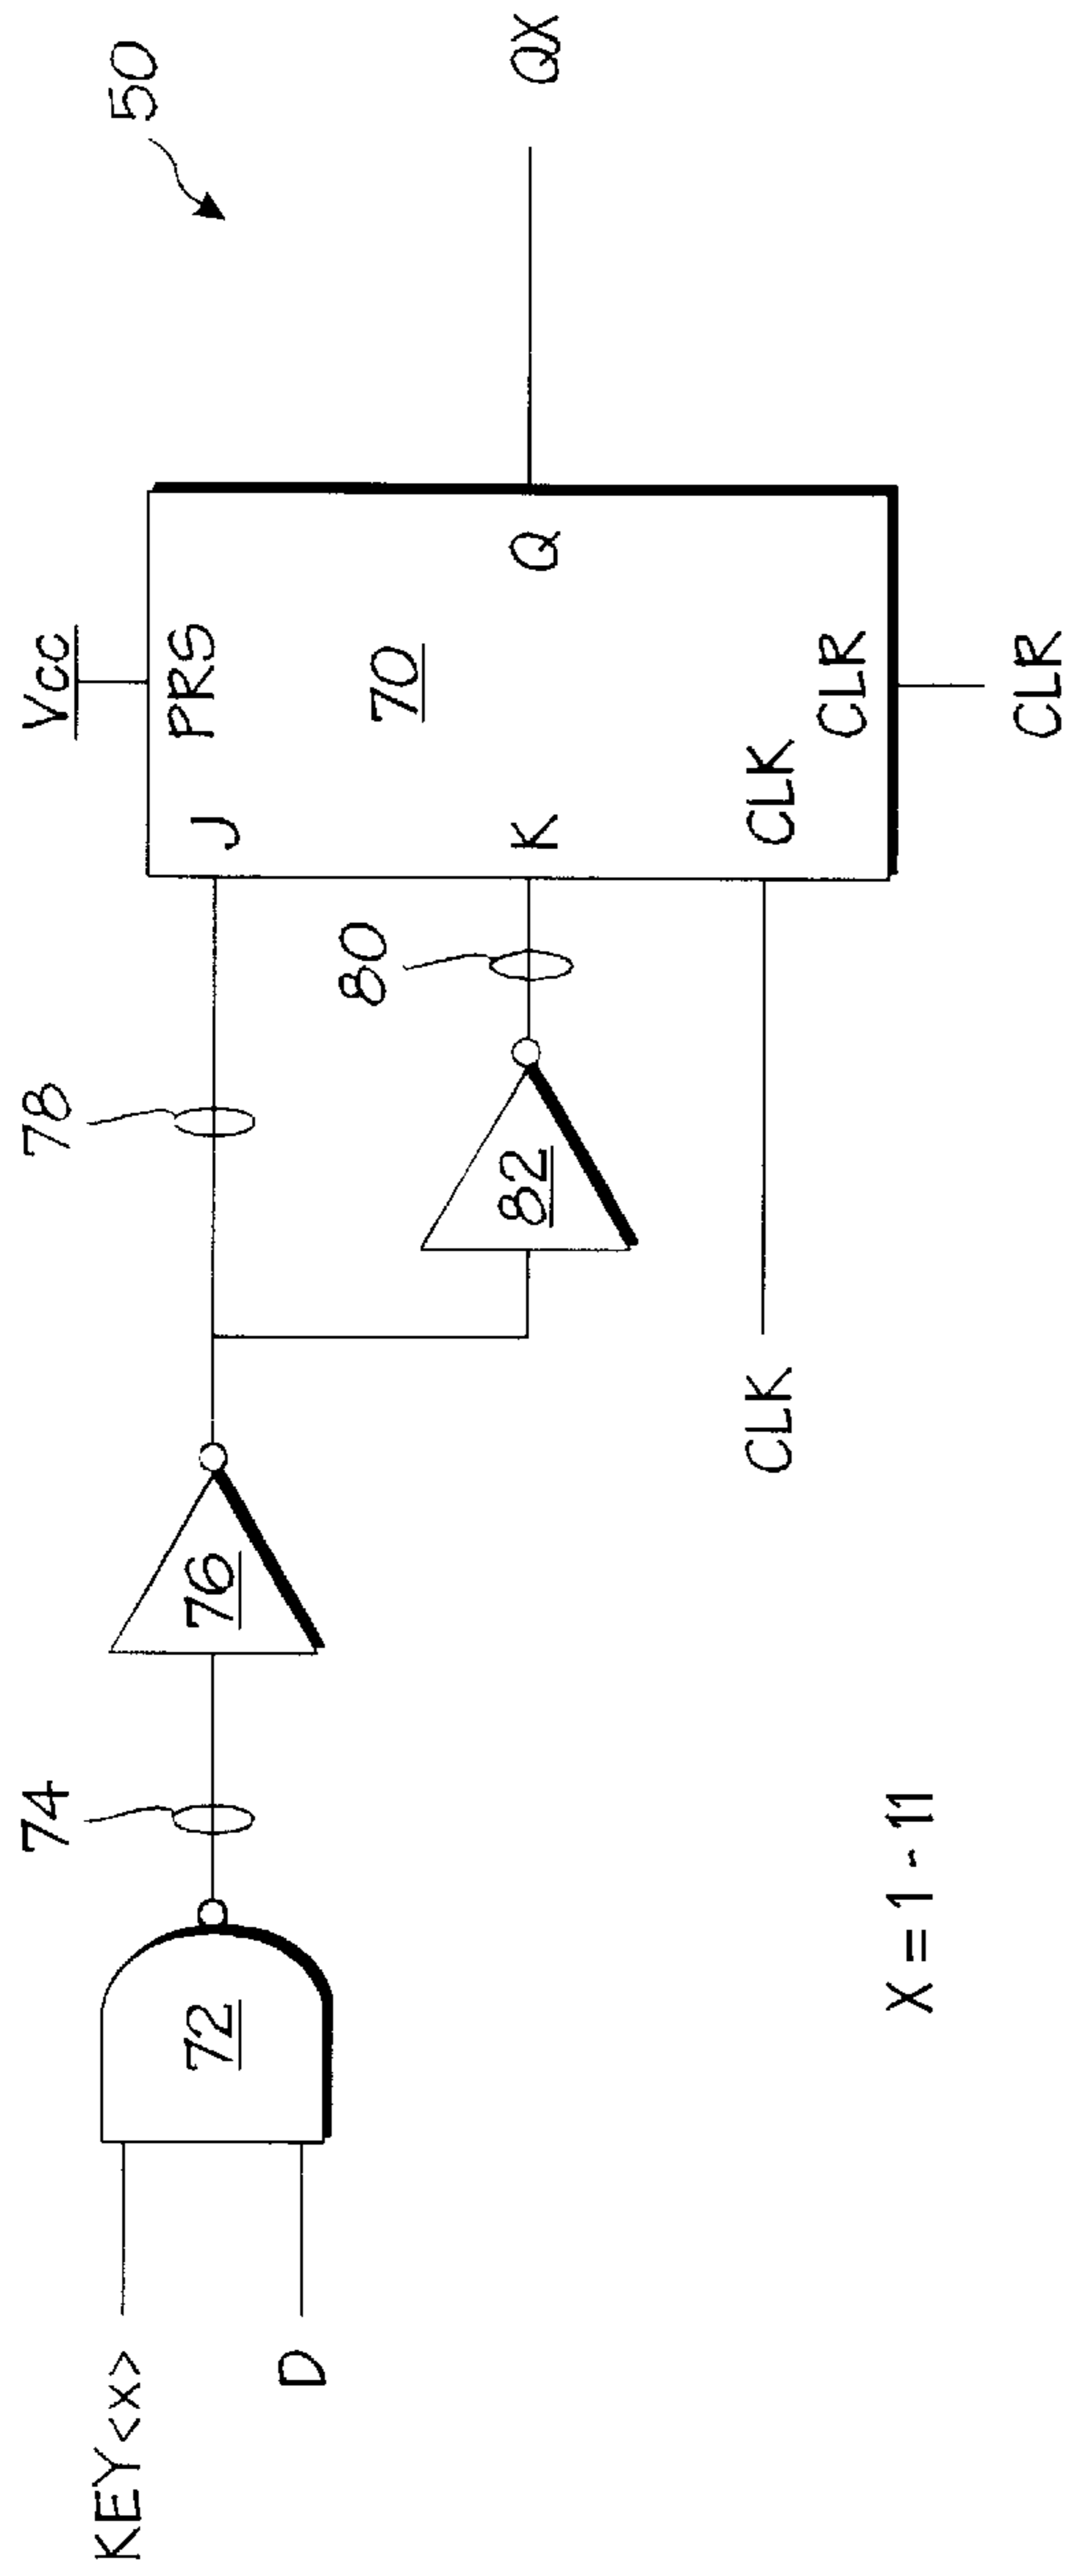 50
Vcc
74
78
KEY<x>
72
76
J
PRS
D
80
70
82
K
Q
QX
CLK
CLK
CLR
CLR
X = 1 - 11